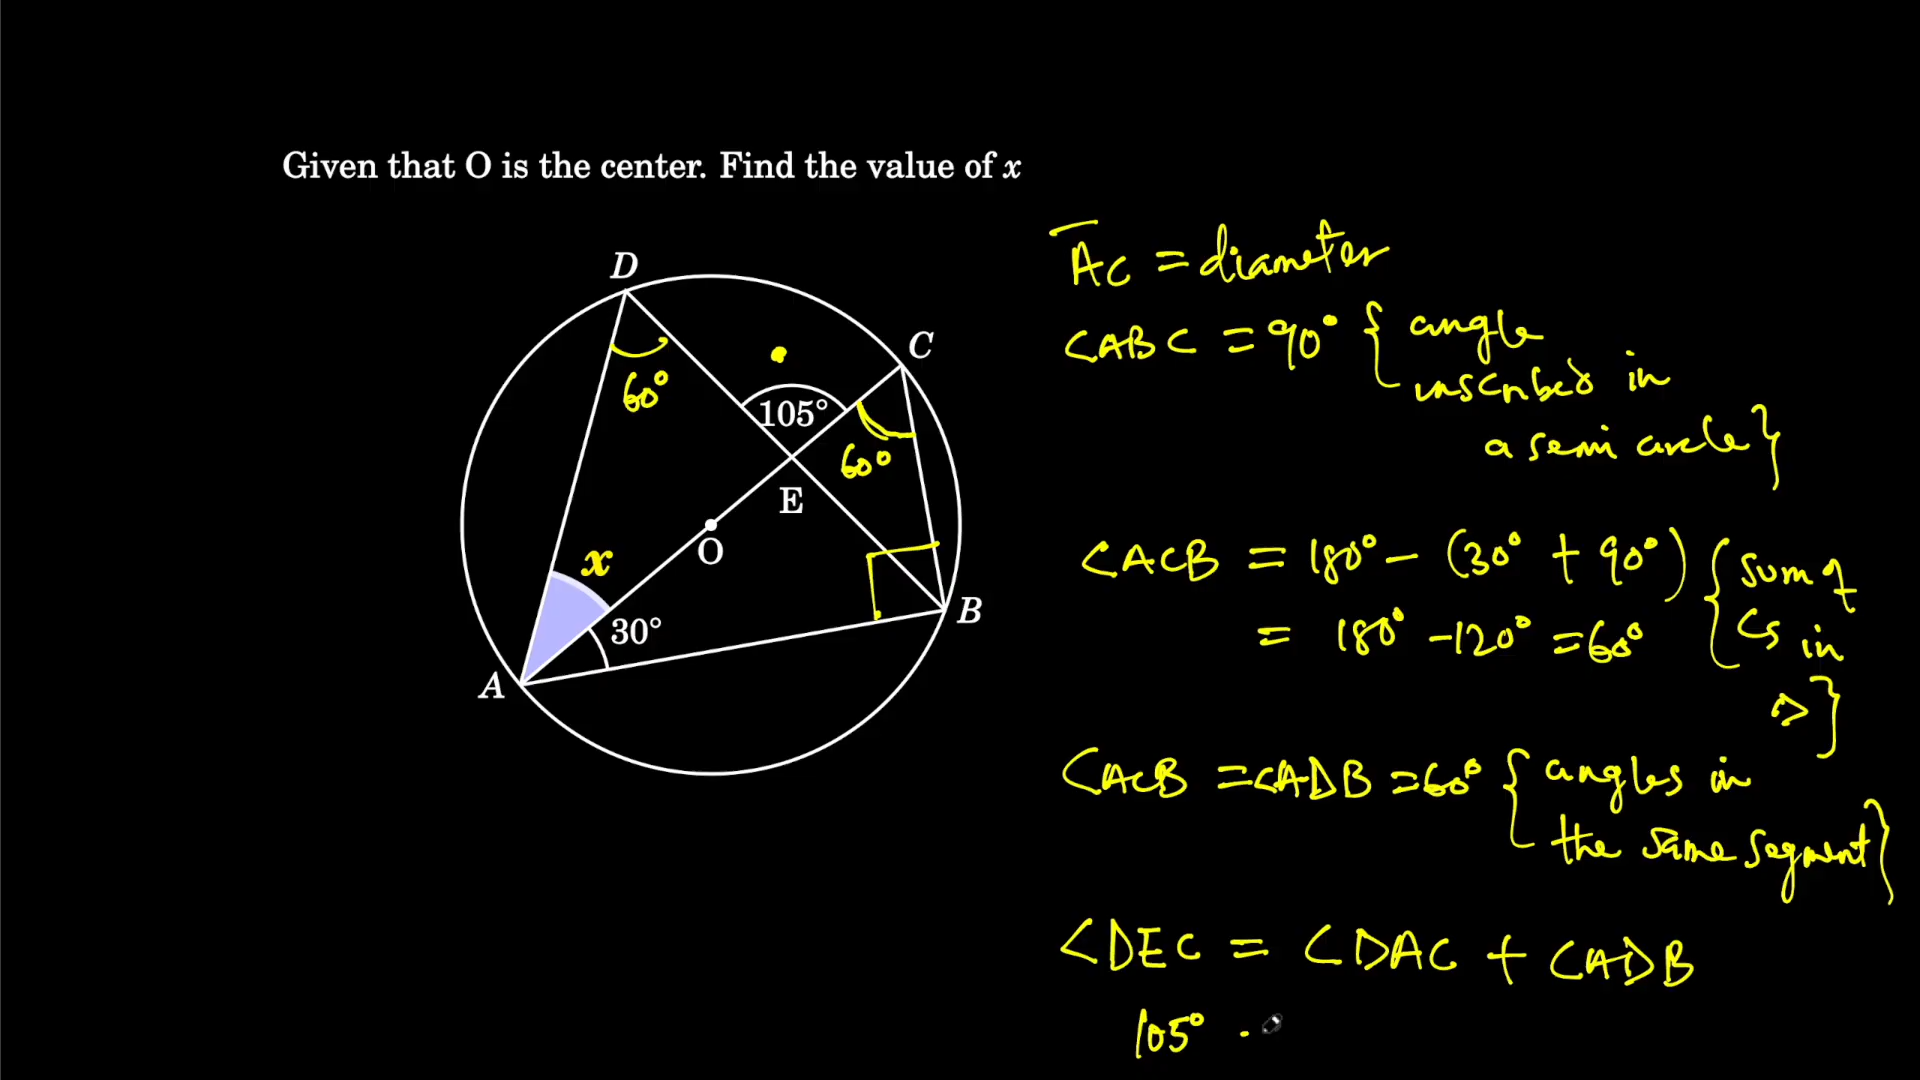 Given that O is the center. Find the value of x
D
C
105°
60°
60°
E
x
O
30°
B
A
AC = diameter
∠ABC = 90° { angle
inscribed in
a semi circle }
∠ACB = 180° - (30° + 90°) { sum of
= 180° - 120° = 60°
∠s in
△ }
∠ACB = ∠ADB = 60° { angles in
the same segment }
∠DEC = ∠DAC + ∠ADB
105°